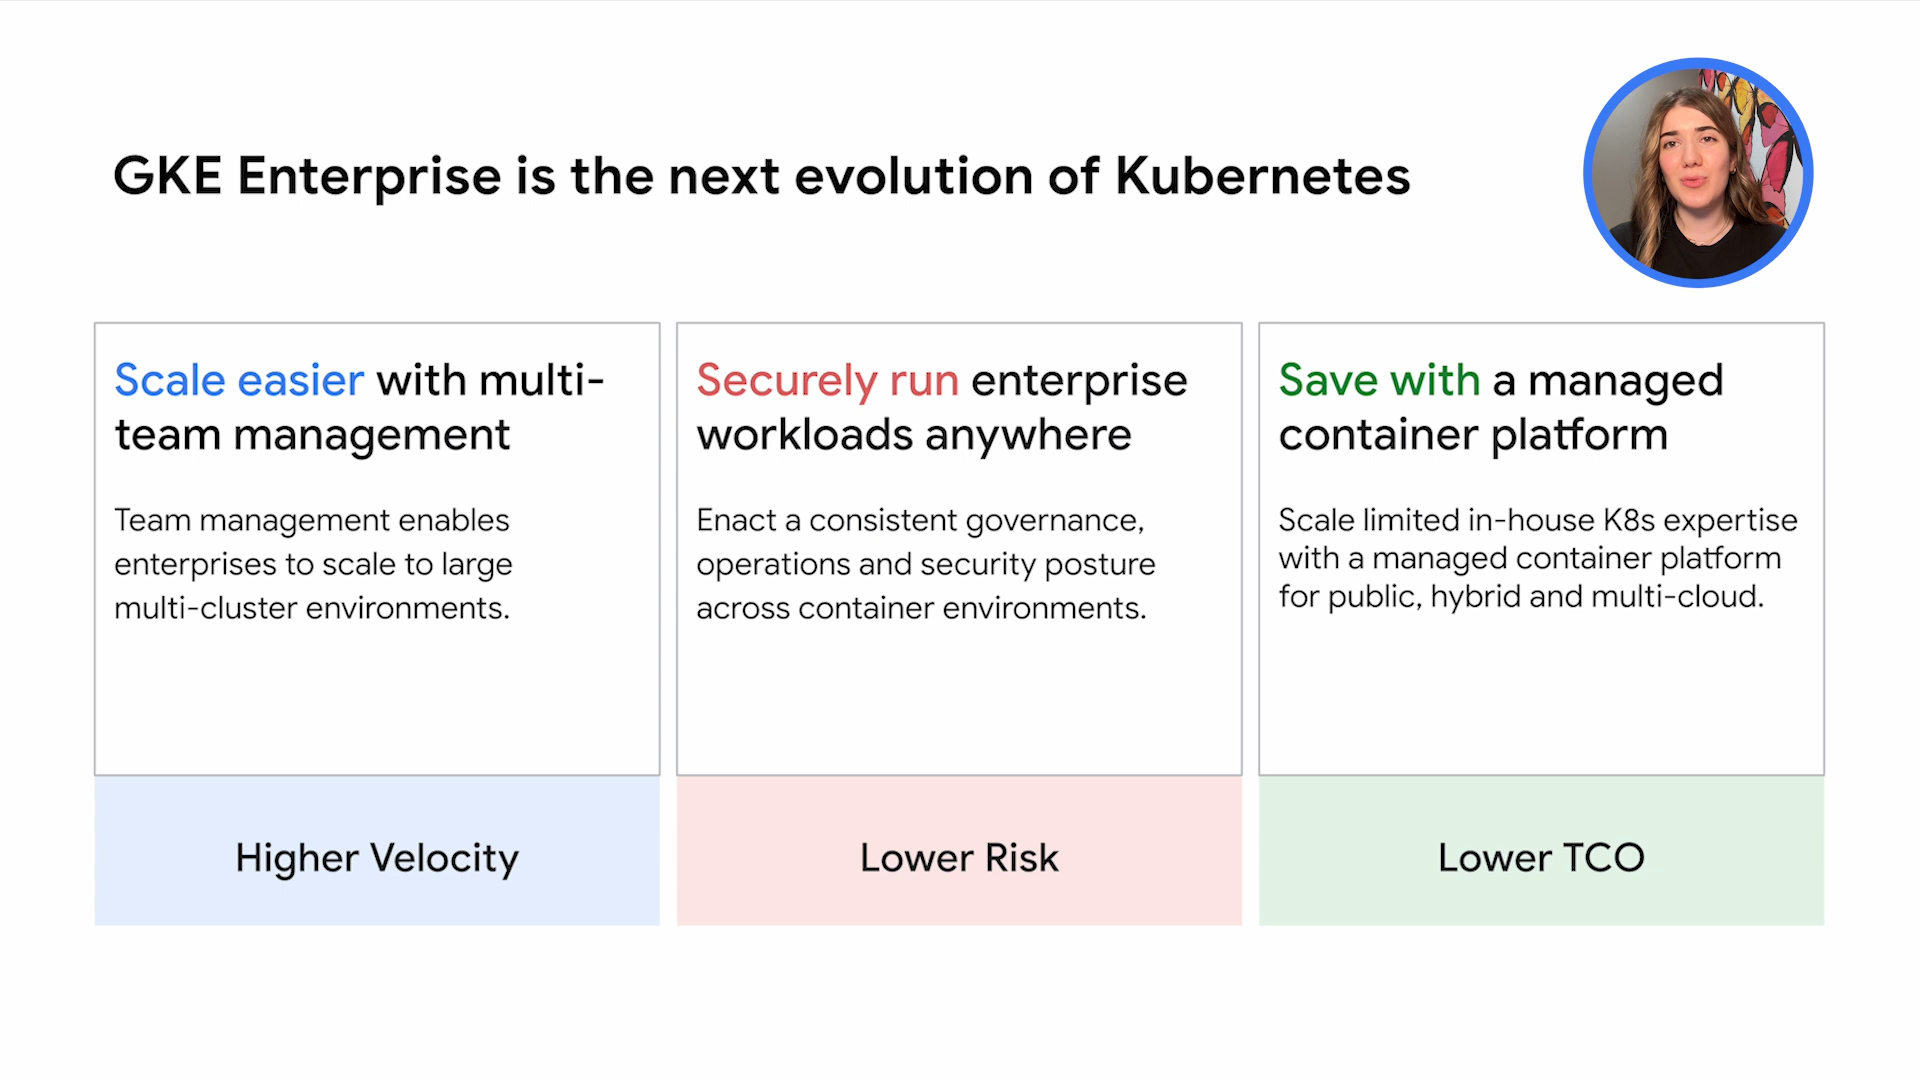 GKE Enterprise is the next evolution of Kubernetes
Scale easier with multi-
team management
Team management enables
enterprises to scale to large
multi-cluster environments.
Higher Velocity
Securely run enterprise
workloads anywhere
Enact a consistent governance,
operations and security posture
across container environments.
Lower Risk
Save with a managed
container platform
Scale limited in-house K8s expertise
with a managed container platform
for public, hybrid and multi-cloud.
Lower TCO